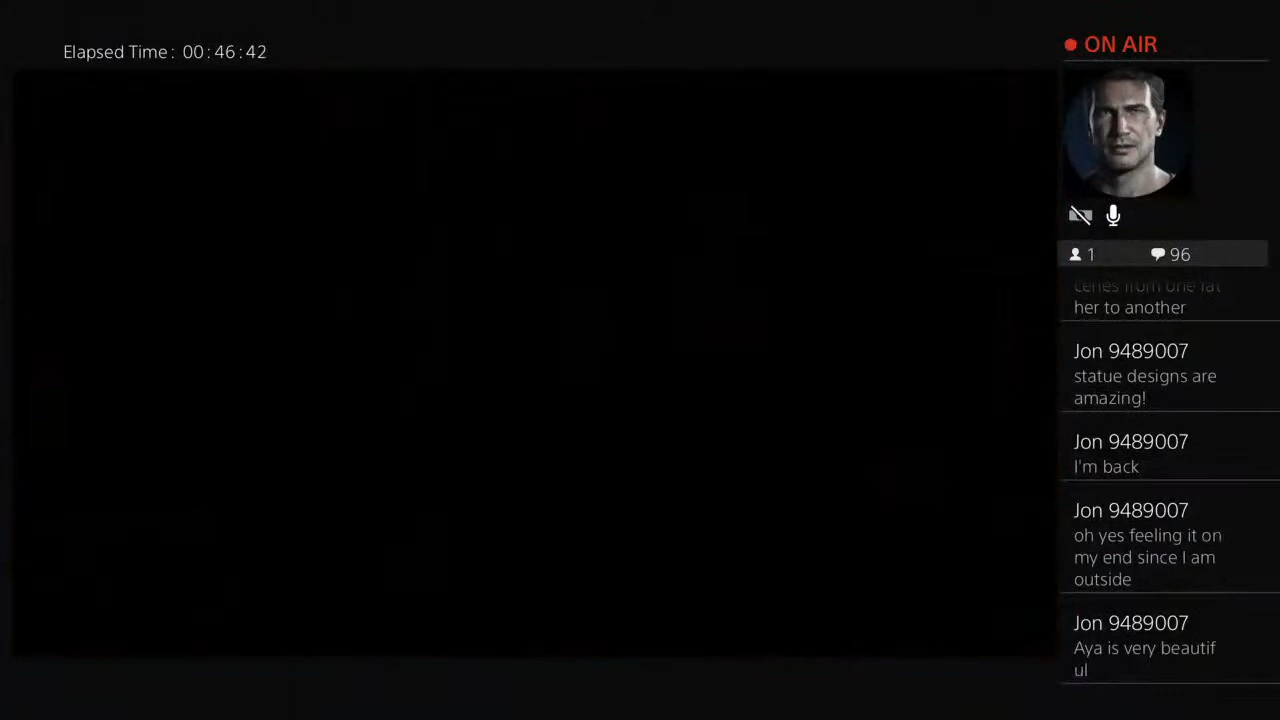 Elapsed Time: 00:46:42
ON AIR
1 96
her to another
Jon 9489007
statue designs are
amazing!
Jon 9489007
I'm back
Jon 9489007
oh yes feeling it on
my end since I am
outside
Jon 9489007
Aya is very beautif
ul